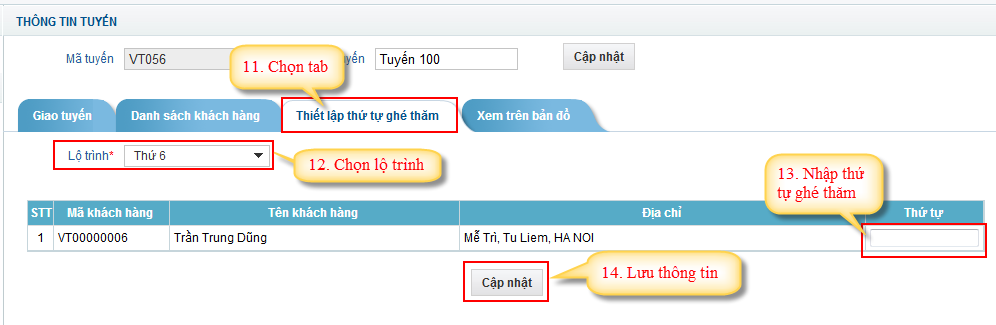 THÔNG TIN TUYẾN
Mã tuyến VT056 yến Tuyến 100 Cập nhật
11. Chọn tab
Giao tuyến Danh sách khách hàng Thiết lập thứ tự ghé thăm Xem trên bản đồ
Lộ trình* Thứ 6
12. Chọn lộ trình
13. Nhập thứ
tự ghé thăm
STT Mã khách hàng Tên khách hàng Địa chỉ Thứ tự
1 VT00000006 Trần Trung Dũng Mễ Trì, Tu Liem, HA NOI
Cập nhật
14. Lưu thông tin